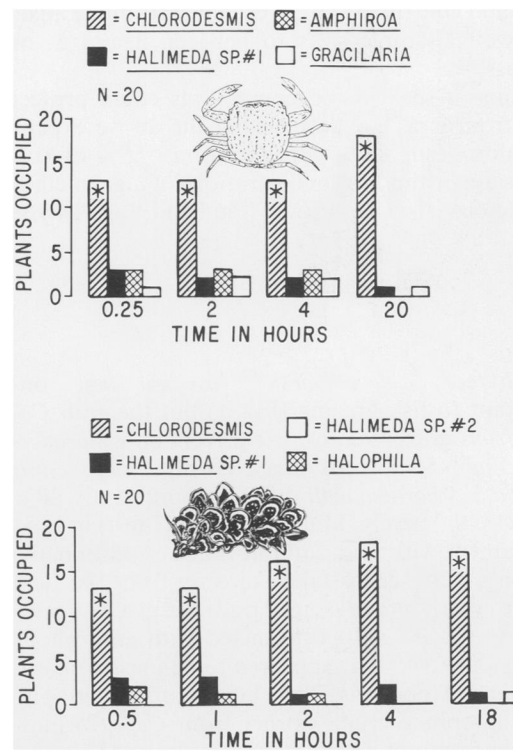 = CHLORODESMIS = AMPHIROA
= HALIMEDA SP.#1 = GRACILARIA
N=20
20
15
10
5
0
PLANTS OCCUPIED
* * * *
0.25 2 4 20
TIME IN HOURS
= CHLORODESMIS = HALIMEDA SP.#2
= HALIMEDA SP.#1 = HALOPHILA
N=20
20
15
10
5
0
PLANTS OCCUPIED
* * * * *
0.5 1 2 4 18
TIME IN HOURS